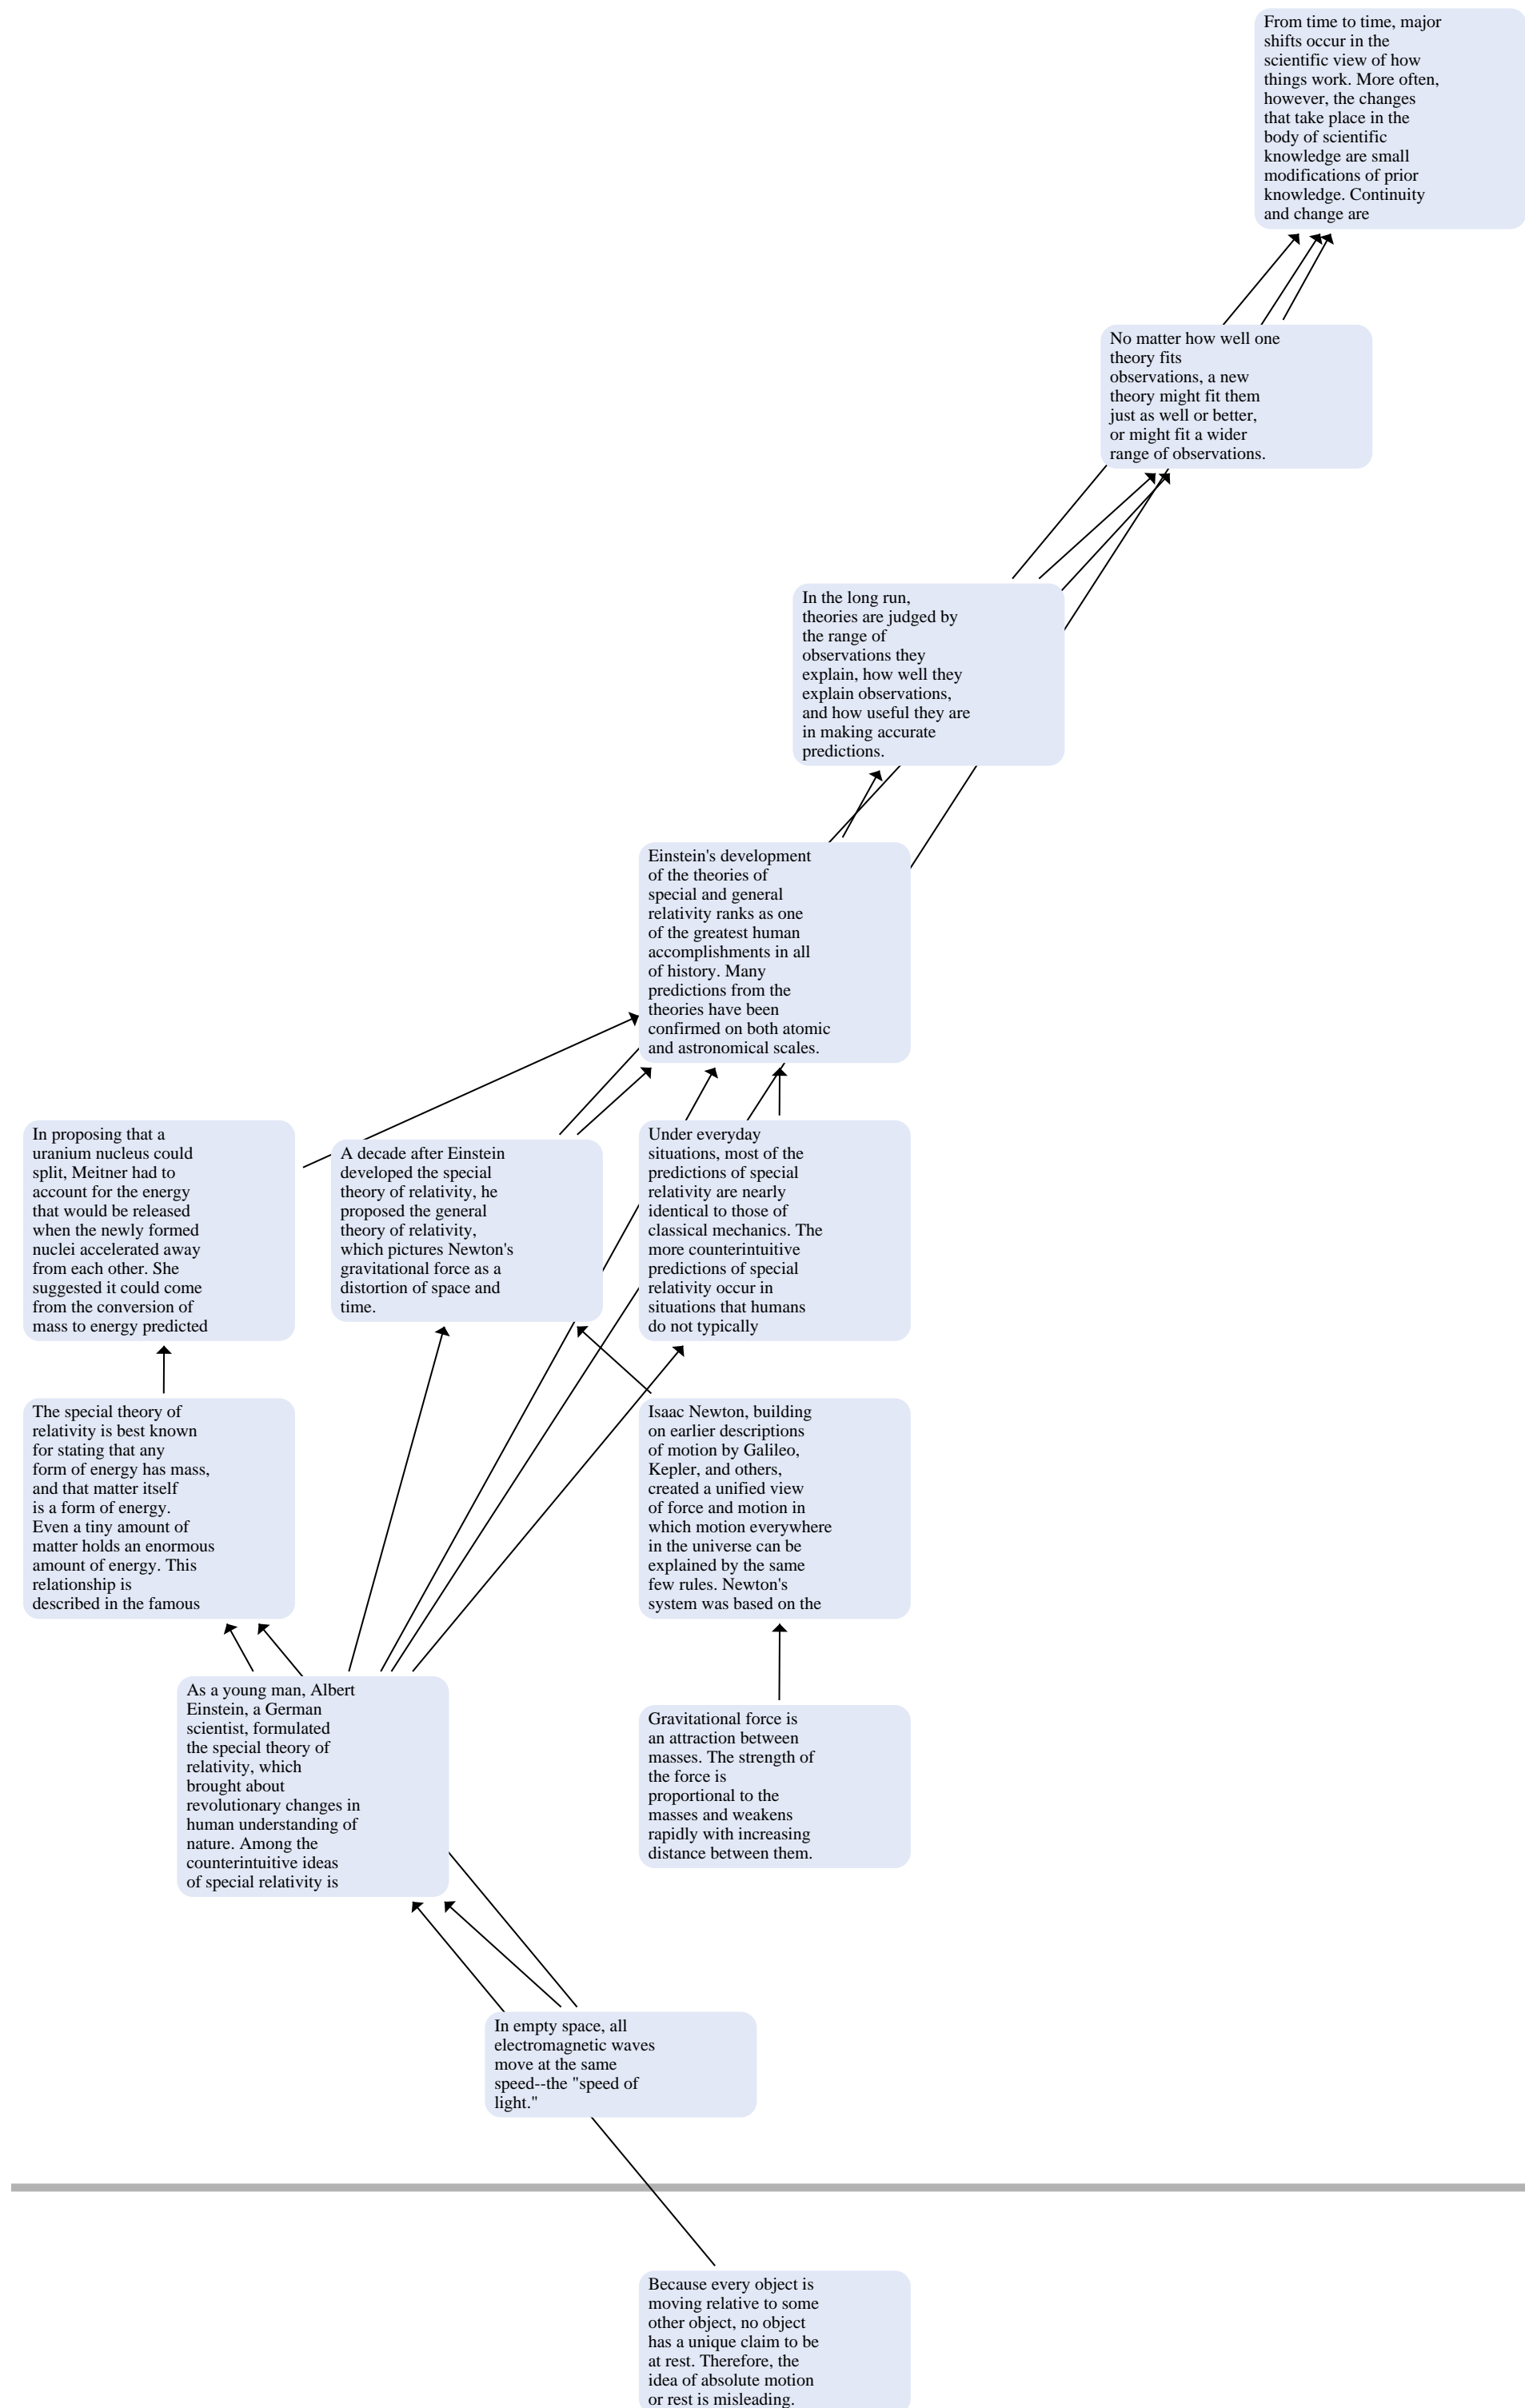 From time to time, major
shifts occur in the
scientific view of how
things work. More often,
however, the changes
that take place in the
body of scientific
knowledge are small
modifications of prior
knowledge. Continuity
and change are
No matter how well one
theory fits
observations, a new
theory might fit them
just as well or better,
or might fit a wider
range of observations.
In the long run,
theories are judged by
the range of
observations they
explain, how well they
explain observations,
and how useful they are
in making accurate
predictions.
Einstein's development
of the theories of
special and general
relativity ranks as one
of the greatest human
accomplishments in all
of history. Many
predictions from the
theories have been
confirmed on both atomic
and astronomical scales.
In proposing that a
uranium nucleus could
split, Meitner had to
account for the energy
that would be released
when the newly formed
nuclei accelerated away
from each other. She
suggested it could come
from the conversion of
mass to energy predicted
A decade after Einstein
developed the special
theory of relativity, he
proposed the general
theory of relativity,
which pictures Newton's
gravitational force as a
distortion of space and
time.
Under everyday
situations, most of the
predictions of special
relativity are nearly
identical to those of
classical mechanics. The
more counterintuitive
predictions of special
relativity occur in
situations that humans
do not typically
The special theory of
relativity is best known
for stating that any
form of energy has mass,
and that matter itself
is a form of energy.
Even a tiny amount of
matter holds an enormous
amount of energy. This
relationship is
described in the famous
Isaac Newton, building
on earlier descriptions
of motion by Galileo,
Kepler, and others,
created a unified view
of force and motion in
which motion everywhere
in the universe can be
explained by the same
few rules. Newton's
system was based on the
As a young man, Albert
Einstein, a German
scientist, formulated
the special theory of
relativity, which
brought about
revolutionary changes in
human understanding of
nature. Among the
counterintuitive ideas
of special relativity is
Gravitational force is
an attraction between
masses. The strength of
the force is
proportional to the
masses and weakens
rapidly with increasing
distance between them.
In empty space, all
electromagnetic waves
move at the same
speed--the "speed of
light."
Because every object is
moving relative to some
other object, no object
has a unique claim to be
at rest. Therefore, the
idea of absolute motion
or rest is misleading.